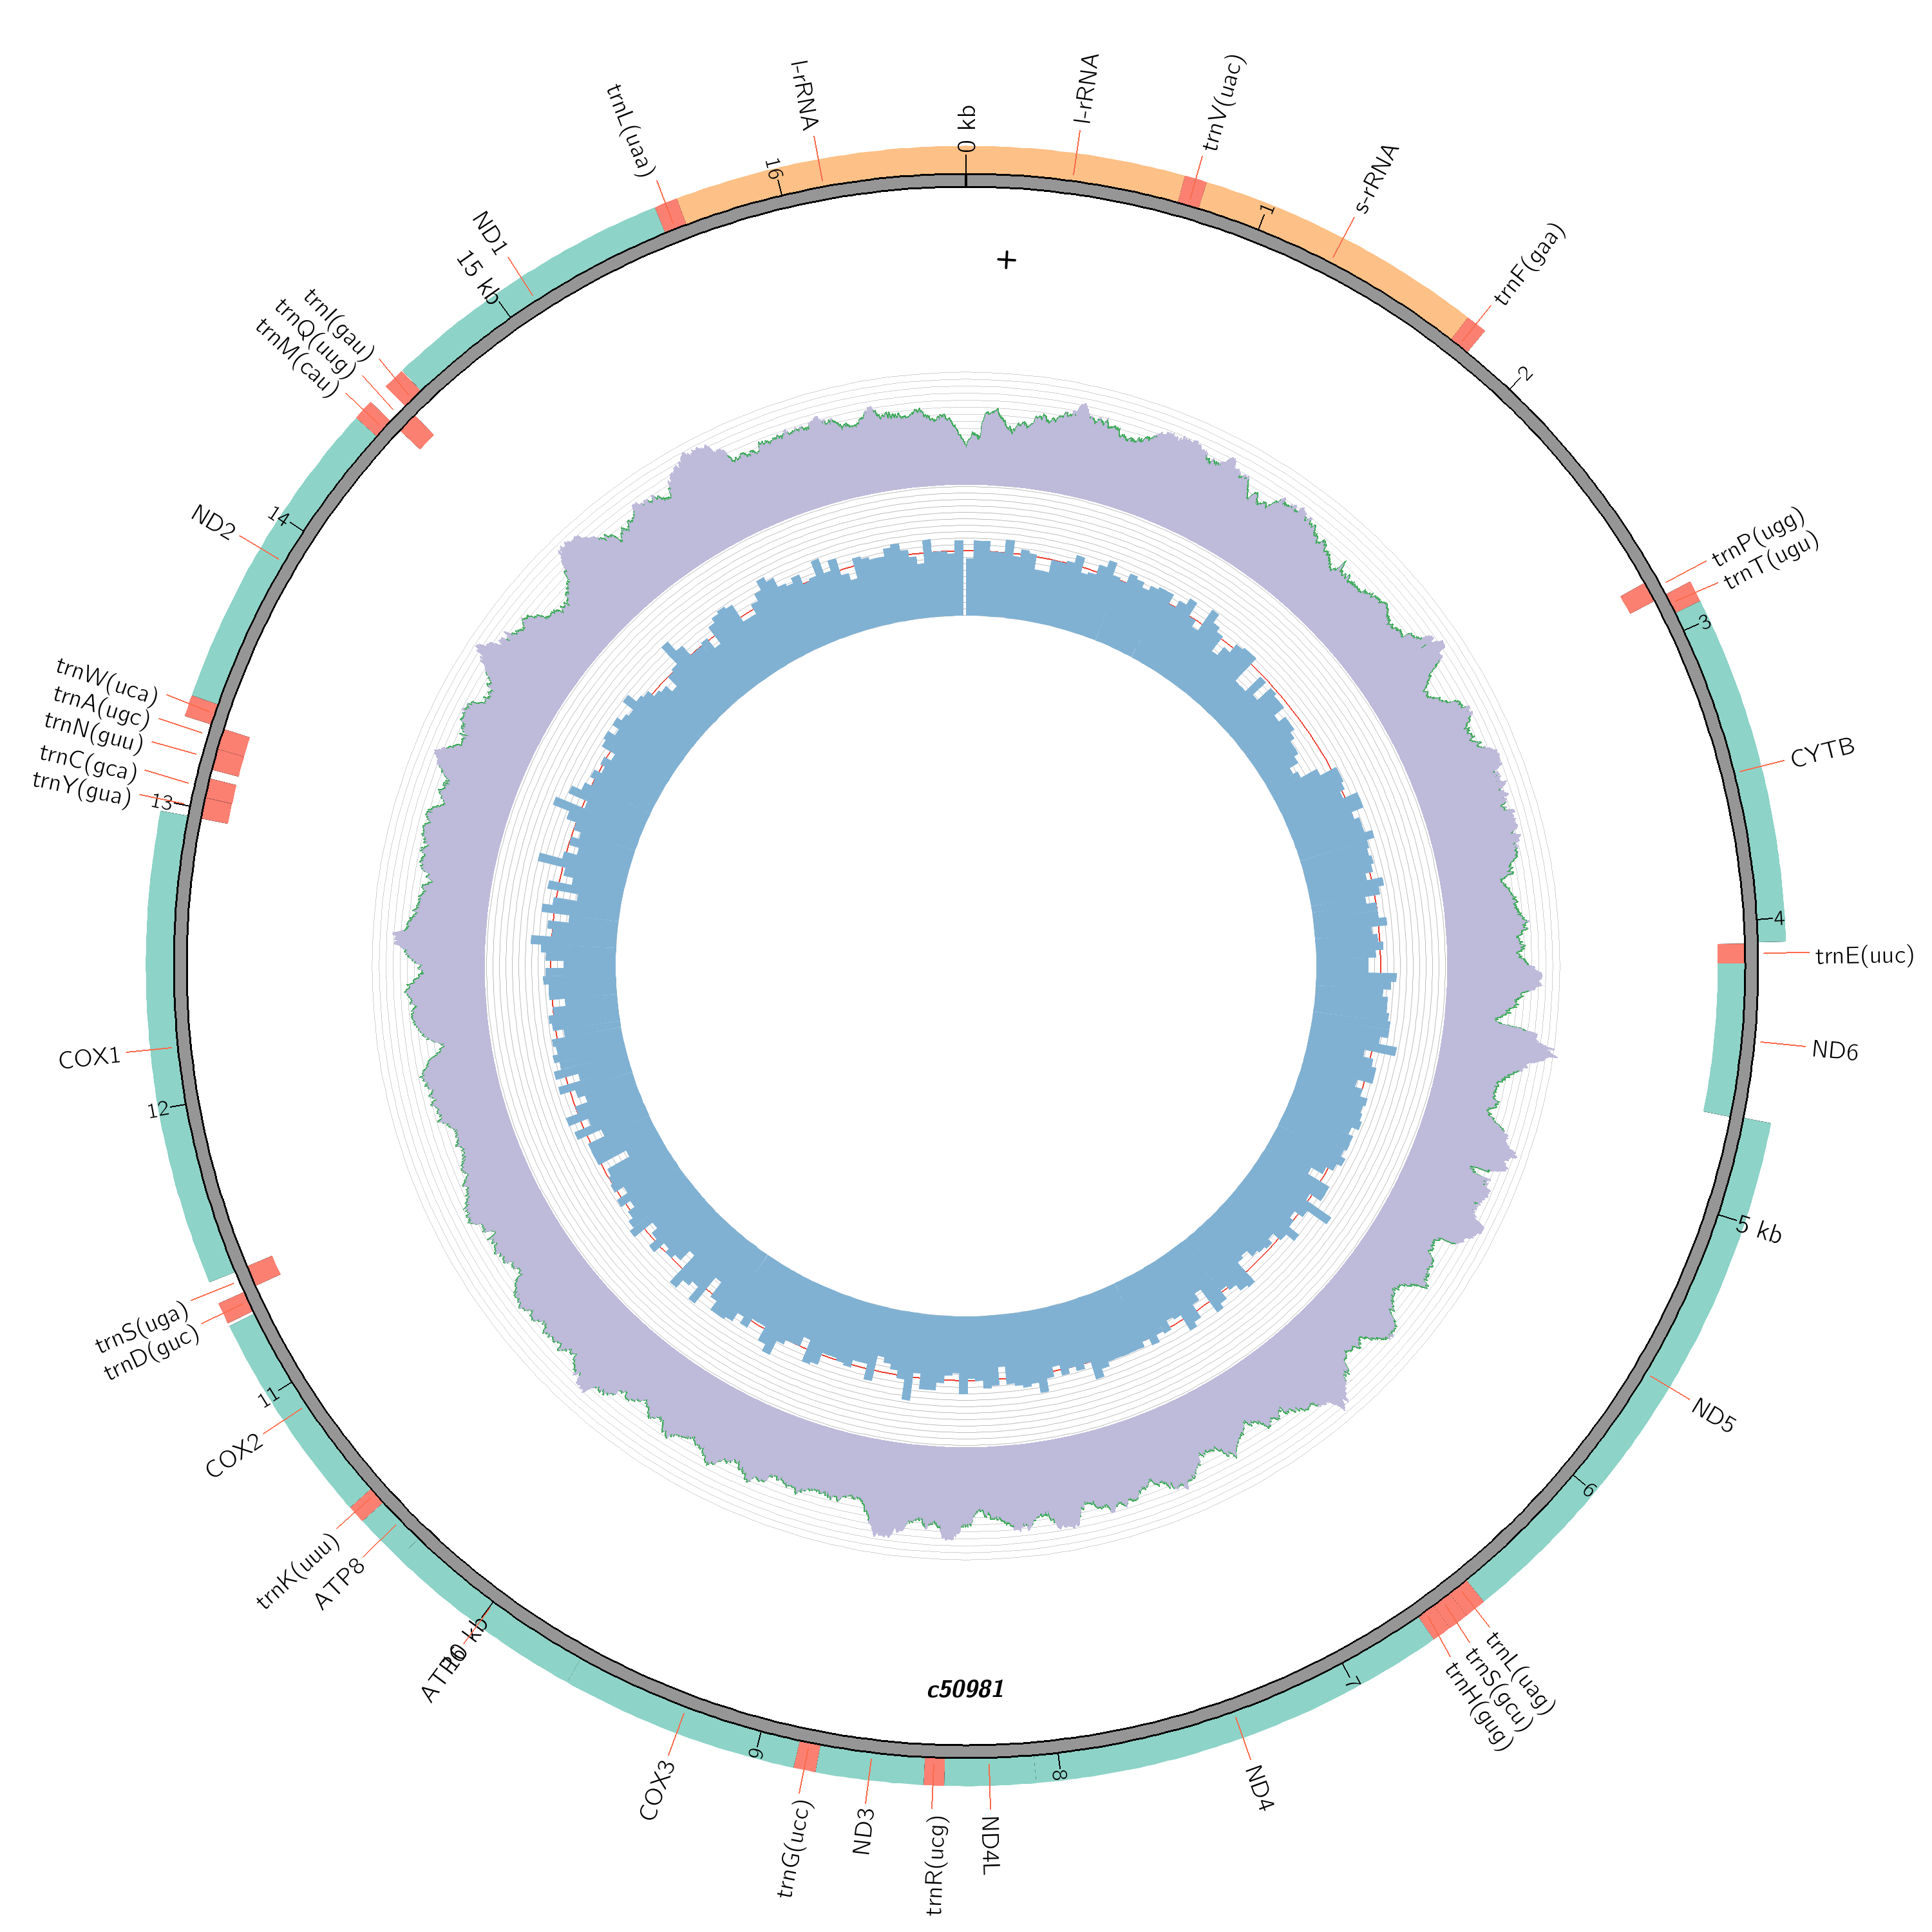 0 kb
l-rRNA
trnV(uac)
1
s-rRNA
trnF(gaa)
2
trnP(ugg)
trnT(ugu)
3
CYTB
4
trnE(uuc)
ND6
5 kb
ND5
6
trnL(uag)
trnS(gcu)
trnH(gug)
7
ND4
8
ND4L
trnR(ucg)
ND3
trnG(ucc)
9
COX3
10 kb
ATP6
ATP8
trnK(uuu)
COX2
11
trnD(guc)
trnS(uga)
12
COX1
13
trnY(gua)
trnC(gca)
trnN(guu)
trnA(ugc)
trnW(uca)
ND2
14
trnM(cau)
trnQ(uug)
trnI(gau)
15 kb
ND1
trnL(uaa)
16
l-rRNA
+
c50981